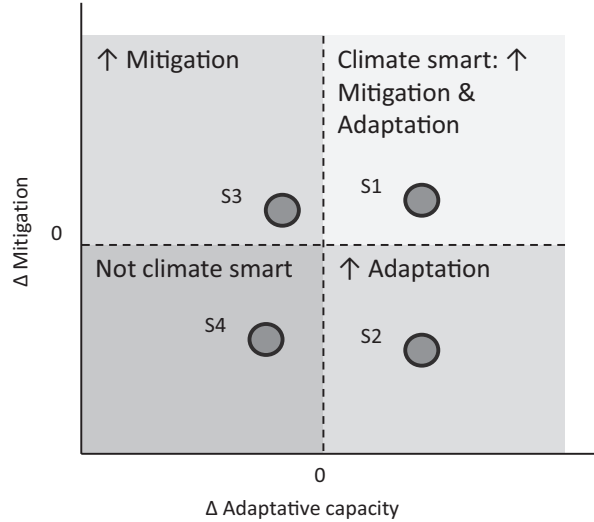 ↑ Mitigation
Climate smart: ↑
Mitigation &
Adaptation
S3
S1
Δ Mitigation
0
Not climate smart
↑ Adaptation
S4
S2
0
Δ Adaptative capacity